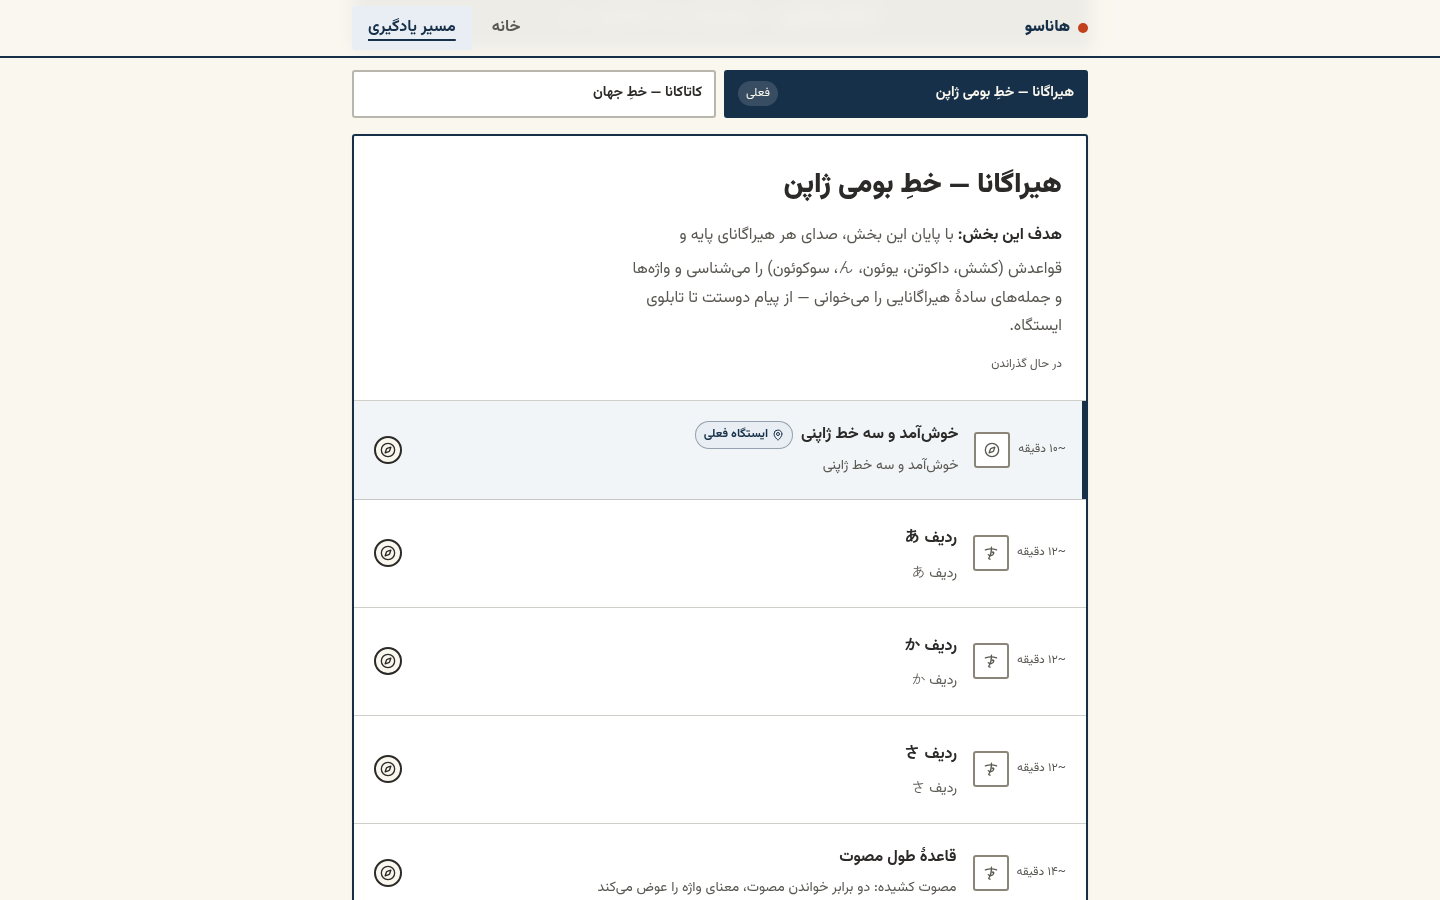 هاناسو
خانه
مسیر یادگیری
هیراگانا — خطِ بومی ژاپن
فعلی
کاتاکانا — خطِ جهان
هیراگانا — خطِ بومی ژاپن
هدف این بخش: با پایان این بخش، صدای هر هیراگانای پایه و
قواعدش (کشش، داکوتن، یوئون، ん، سوکوئون) را می‌شناسی و واژه‌ها
و جمله‌های سادهٔ هیراگانایی را می‌خوانی — از پیام دوستت تا تابلوی
ایستگاه.
در حال گذراندن
~۱۰ دقیقه
خوش‌آمد و سه خط ژاپنی
ایستگاه فعلی
خوش‌آمد و سه خط ژاپنی
~۱۲ دقیقه
ردیف あ
ردیف あ
~۱۲ دقیقه
ردیف か
ردیف か
~۱۲ دقیقه
ردیف さ
ردیف さ
~۱۴ دقیقه
قاعدهٔ طول مصوت
مصوت کشیده: دو برابر خواندن مصوت، معنای واژه را عوض می‌کند